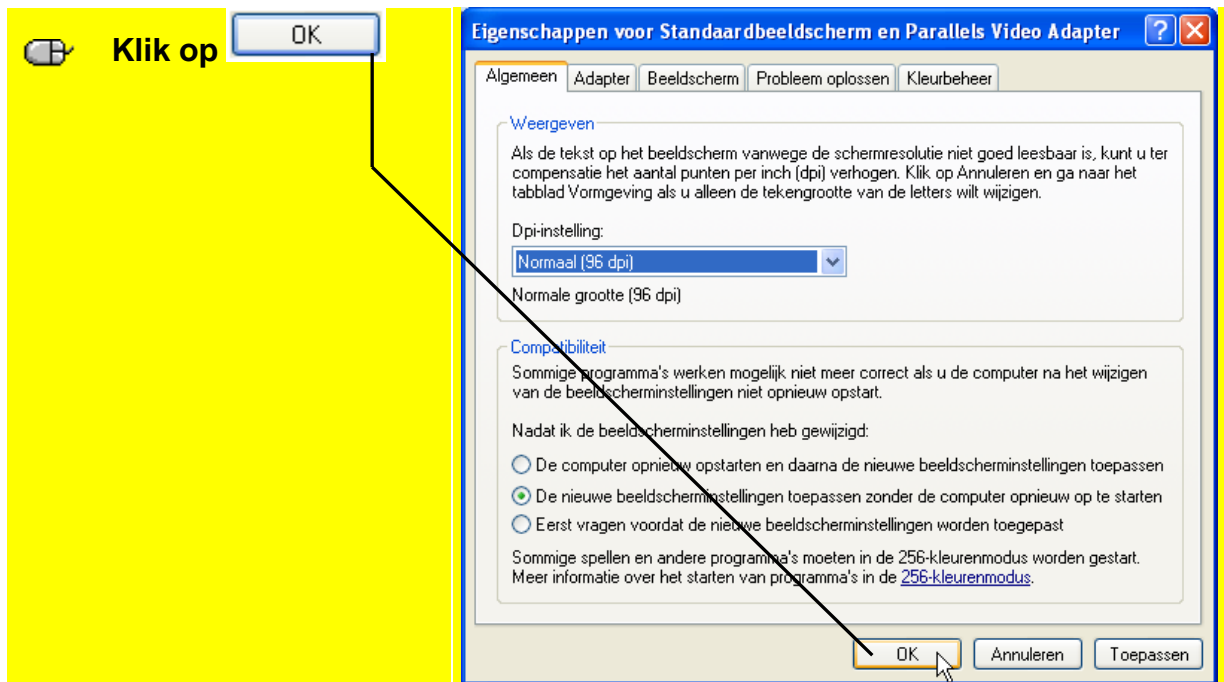 Klik op OK
Eigenschappen voor Standaardbeeldscherm en Parallels Video Adapter
Algemeen Adapter Beeldscherm Probleem oplossen Kleurbeheer
Weergeven
Als de tekst op het beeldscherm vanwege de schermresolutie niet goed leesbaar is, kunt u ter
compensatie het aantal punten per inch (dpi) verhogen. Klik op Annuleren en ga naar het
tabblad Vormgeving als u alleen de tekengrootte van de letters wilt wijzigen.
Dpi-instelling:
Normaal (96 dpi)
Normale grootte (96 dpi)
Compatibiliteit
Sommige programma's werken mogelijk niet meer correct als u de computer na het wijzigen
van de beeldscherminstellingen niet opnieuw opstart.
Nadat ik de beeldscherminstellingen heb gewijzigd:
De computer opnieuw opstarten en daarna de nieuwe beeldscherminstellingen toepassen
De nieuwe beeldscherminstellingen toepassen zonder de computer opnieuw op te starten
Eerst vragen voordat de nieuwe beeldscherminstellingen worden toegepast
Sommige spellen en andere programma's moeten in de 256-kleurenmodus worden gestart.
Meer informatie over het starten van programma's in de 256-kleurenmodus.
OK Annuleren Toepassen